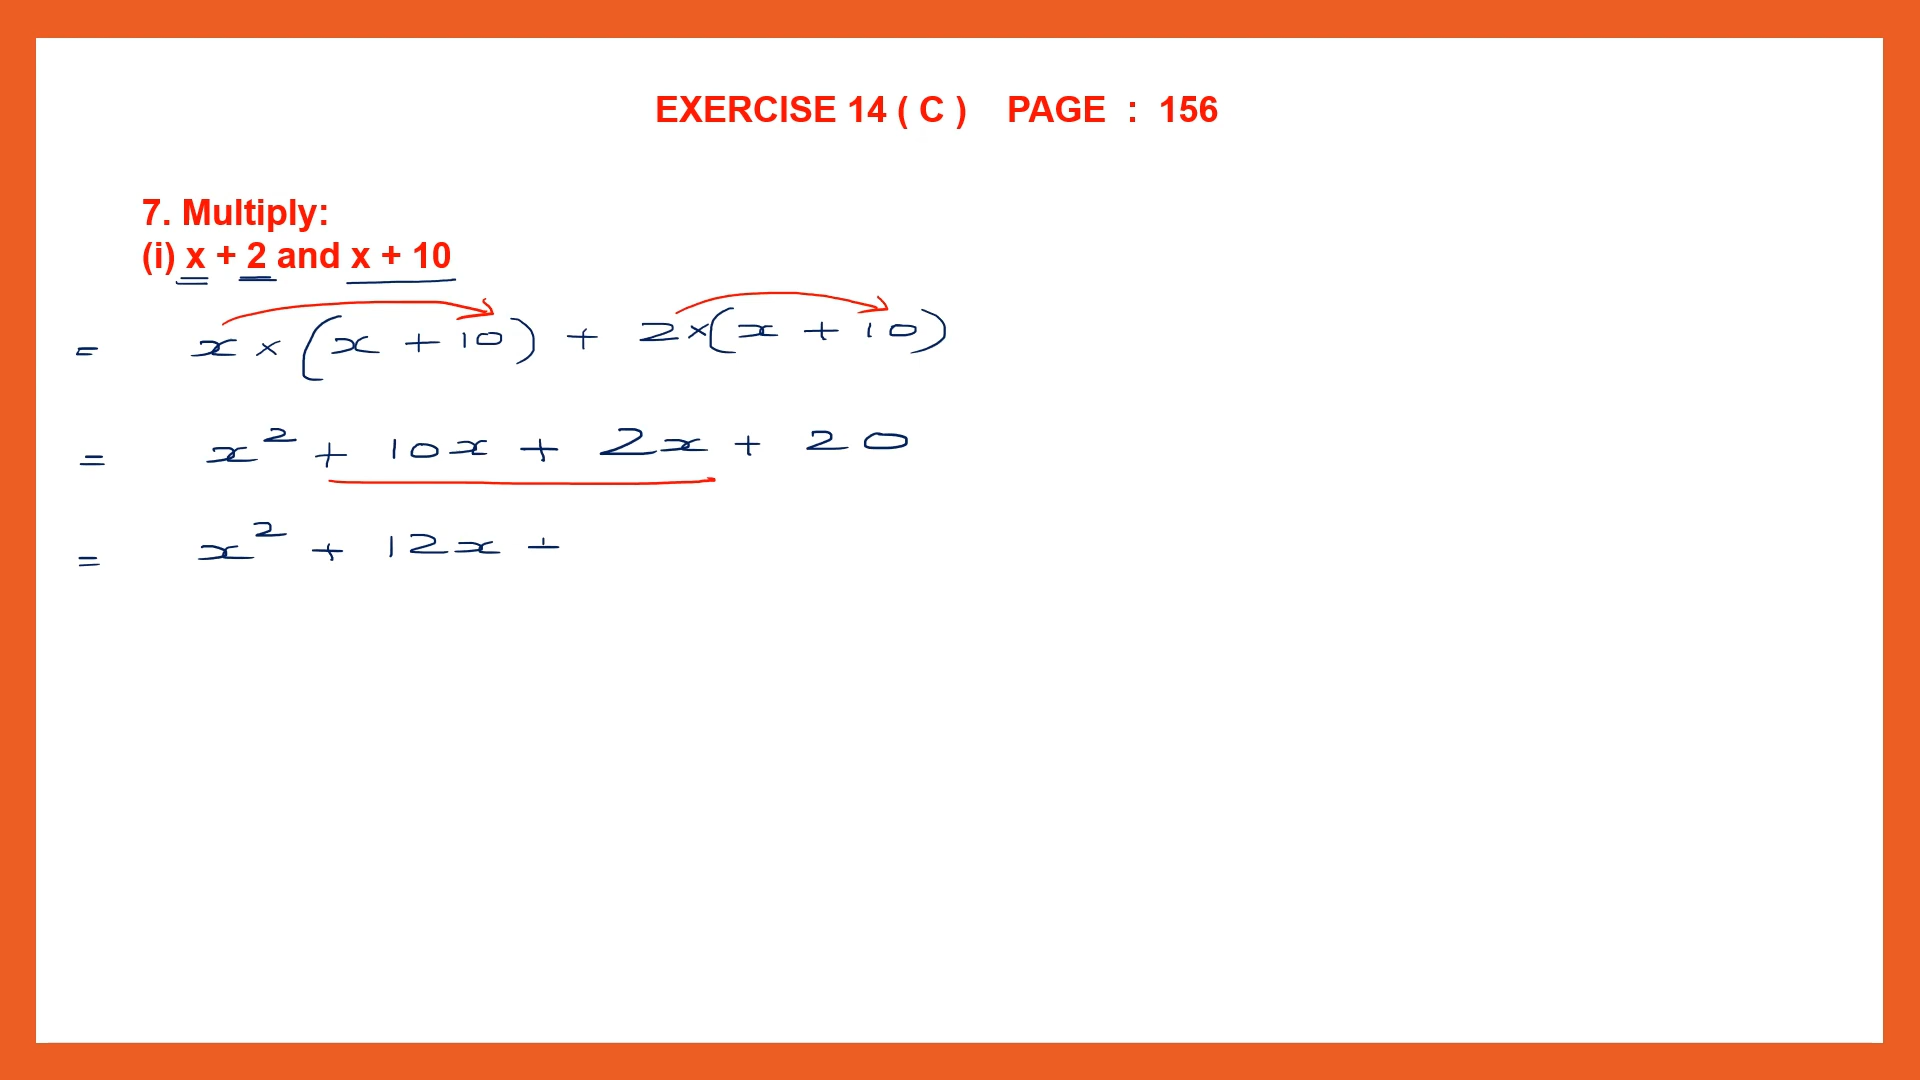 EXERCISE 14 ( C ) PAGE : 156
7. Multiply:
(i) x + 2 and x + 10
= x × (x + 10) + 2 × (x + 10)
= x² + 10x + 2x + 20
= x² + 12x +